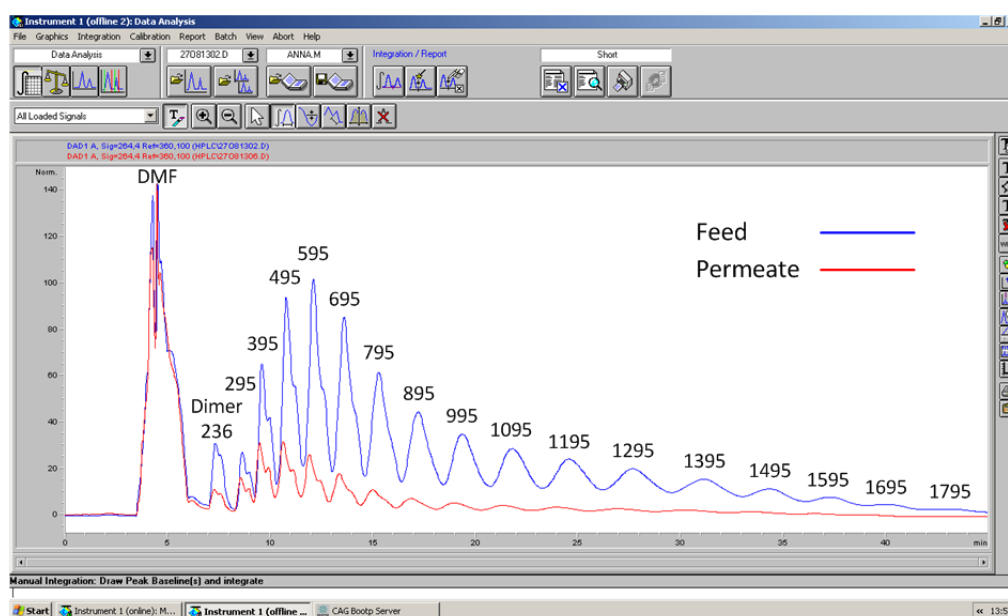 Instrument 1 (offline 2): Data Analysis
File Graphics Integration Calibration Report Batch View Abort Help
Data Analysis 27081302.D ANNA.M Integration / Report Short
All Loaded Signals
DAD1 A, Sig=264,4 Ref=360,100 (HPLC\27081302.D)
DAD1 A, Sig=264,4 Ref=360,100 (HPLC\27081306.D)
Norm.
DMF
140
Feed
120
595
495
Permeate
100
695
80
395
795
60
295
895
Dimer
995
40
236
1095
1195
1295
1395
20
1495
1595
1695
1795
0
0 5 10 15 20 25 30 35 40 min
Manual Integration: Draw Peak Baseline(s) and integrate
Start Instrument 1 (online): M... Instrument 1 (offline ... CAG Bootp Server